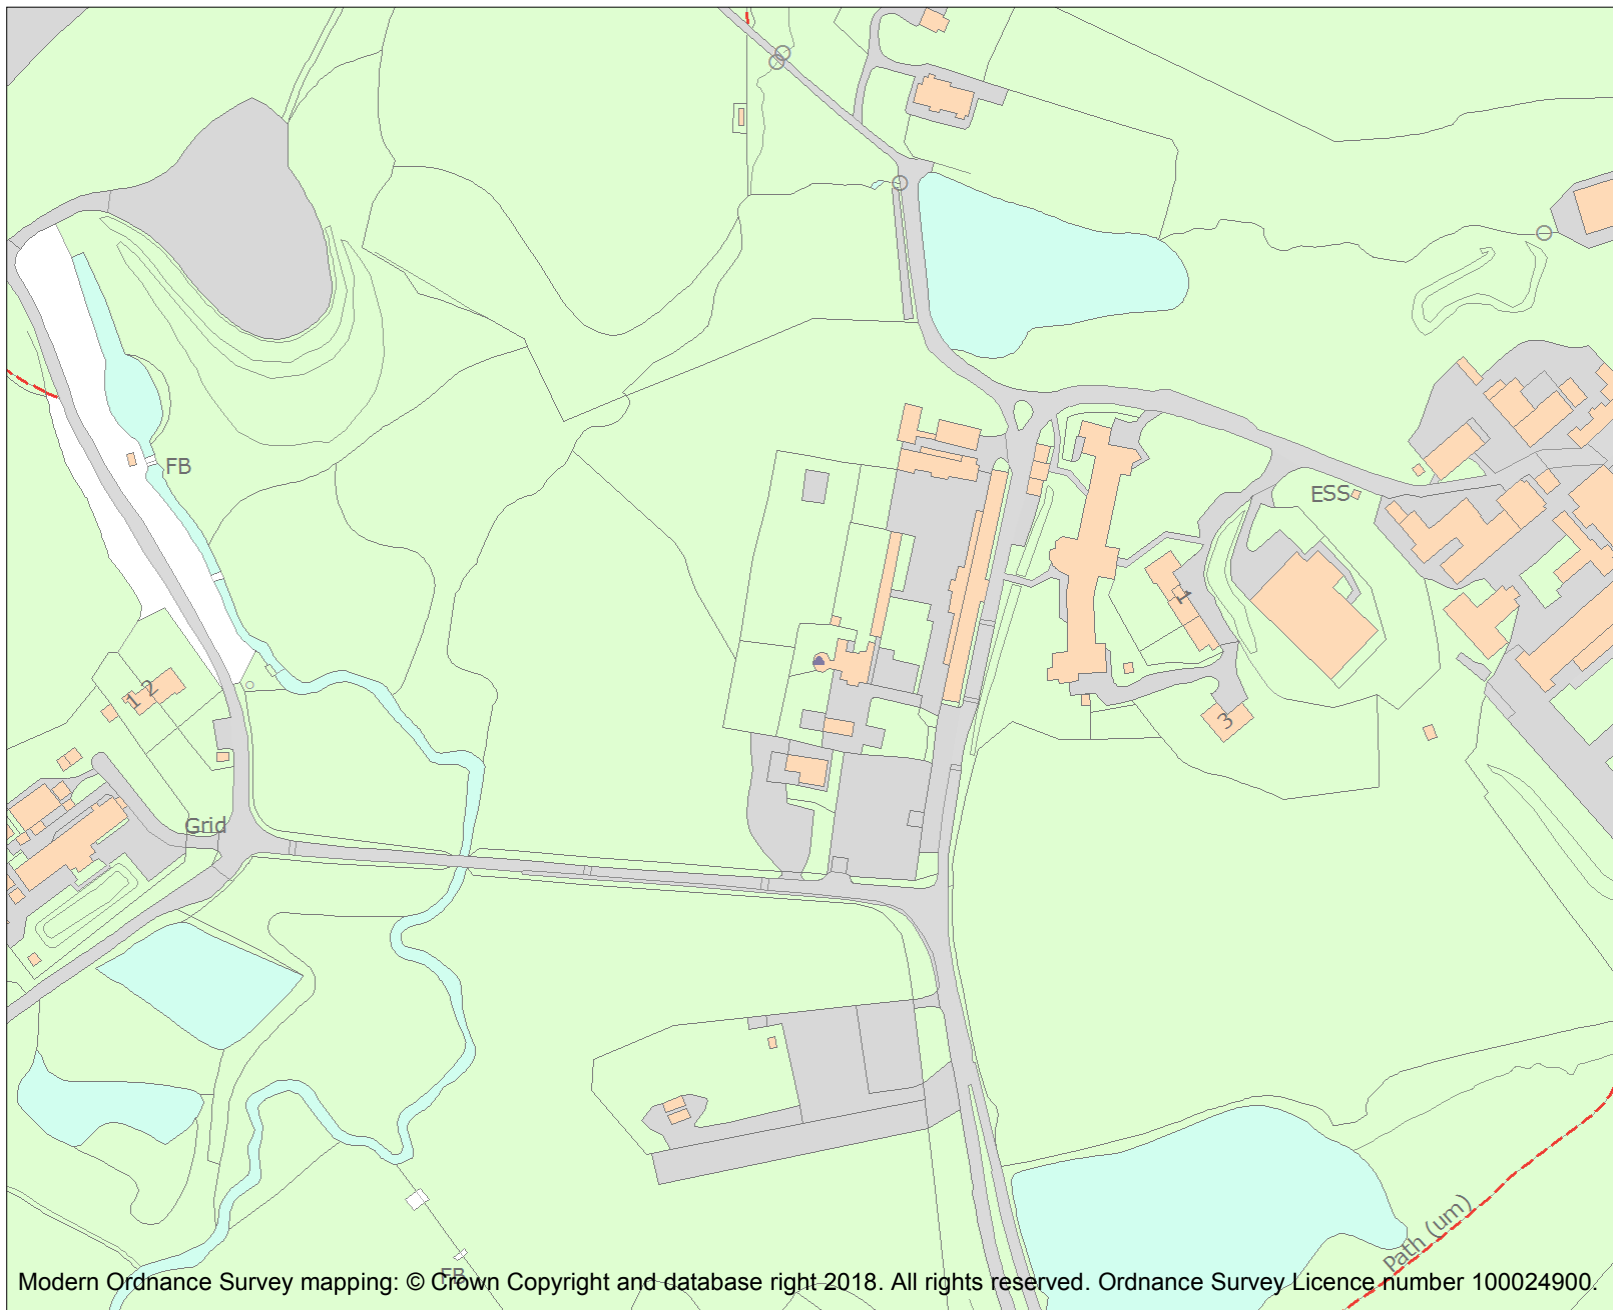 FB
ESS
1
1 2
3
Grid
Path (um)
FB
Modern Ordnance Survey mapping: © Crown Copyright and database right 2018. All rights reserved. Ordnance Survey Licence number 100024900.